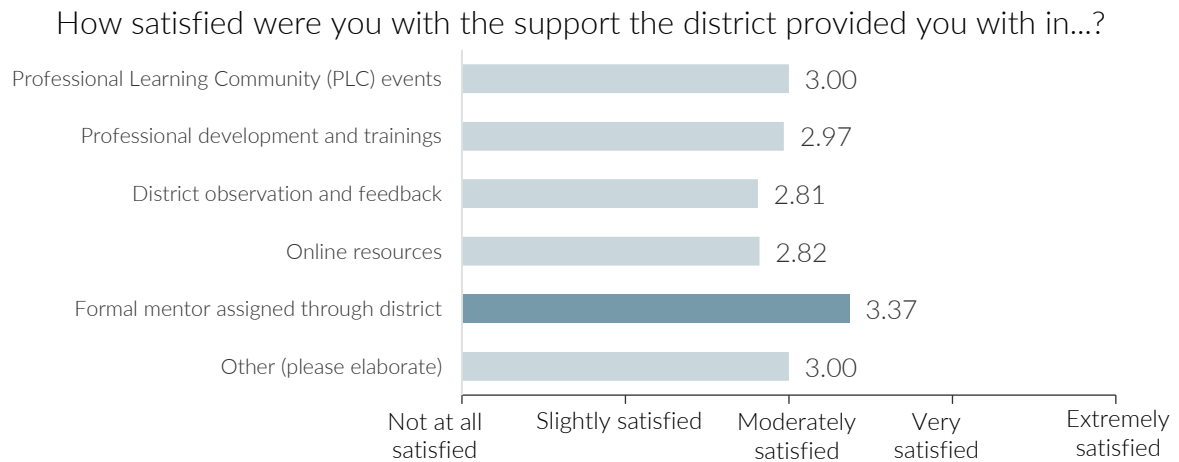 How satisfied were you with the support the district provided you with in...?
Professional Learning Community (PLC) events
3.00
Professional development and trainings
2.97
District observation and feedback
2.81
Online resources
2.82
Formal mentor assigned through district
3.37
Other (please elaborate)
3.00
Not at all
satisfied
Slightly satisfied
Moderately
satisfied
Very
satisfied
Extremely
satisfied